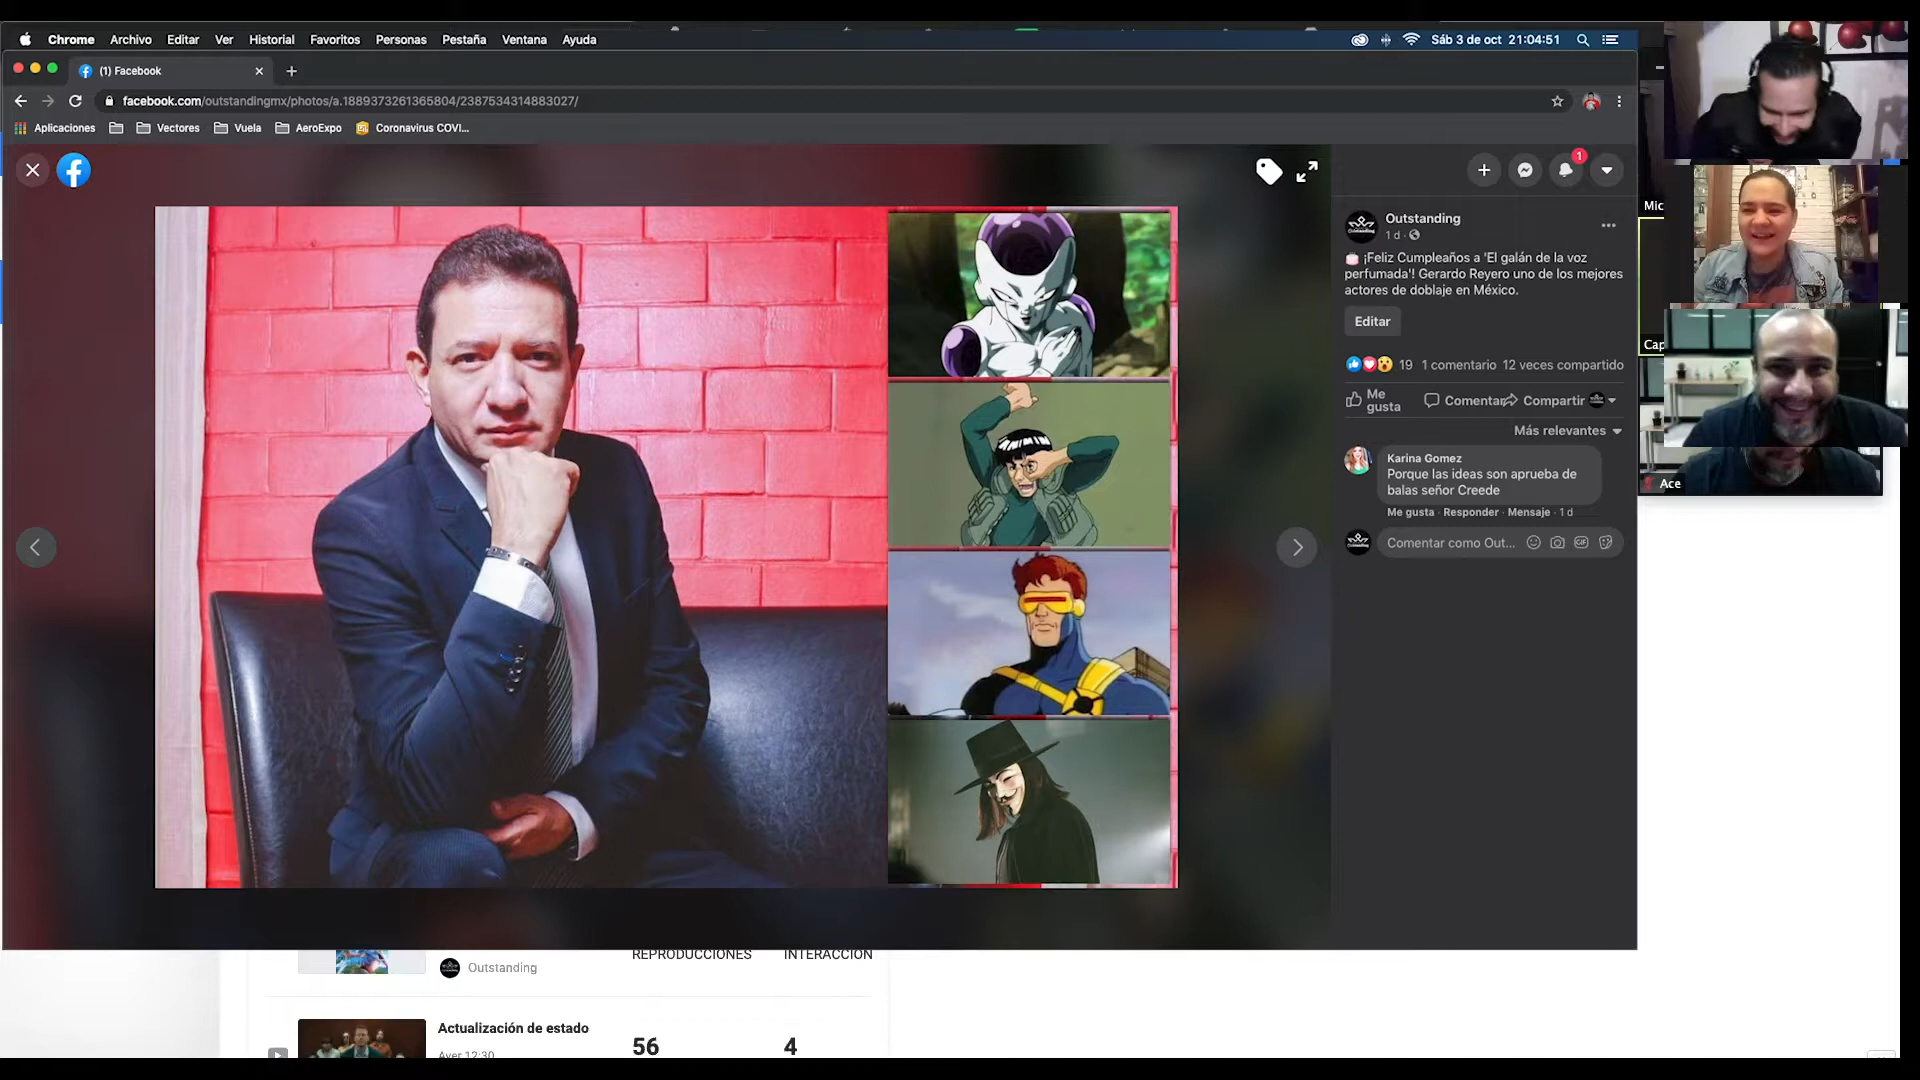 Chrome Archivo Editar Ver Historial Favoritos Personas Pestaña Ventana Ayuda
Sáb 3 de oct 21:04:51
(1) Facebook
facebook.com/outstandingmx/photos/a.1889373261365804/2387534314883027/
Aplicaciones Vectores Vuela AeroExpo Coronavirus COVI...
1
Outstanding
1 d
¡Feliz Cumpleaños a 'El galán de la voz
perfumada'! Gerardo Reyero uno de los mejores
actores de doblaje en México.
Editar
19 1 comentario 12 veces compartido
Me gusta
Comentar
Compartir
Más relevantes
Karina Gomez
Porque las ideas son aprueba de
balas señor Creede
Me gusta · Responder · Mensaje · 1 d
Comentar como Out...
GIF
Mic
Cap
Ace
REPRODUCCIONES INTERACCIÓN
Outstanding
Actualización de estado
Ayer 12:30
56 4